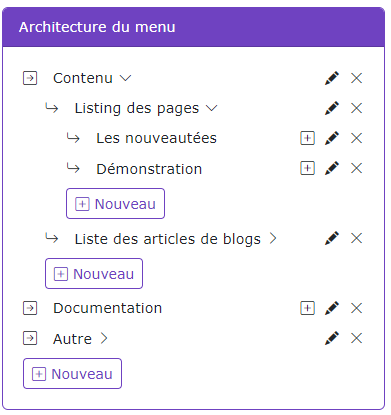 Architecture du menu
Contenu
Listing des pages
Les nouveautées
Démonstration
Nouveau
Liste des articles de blogs
Nouveau
Documentation
Autre
Nouveau